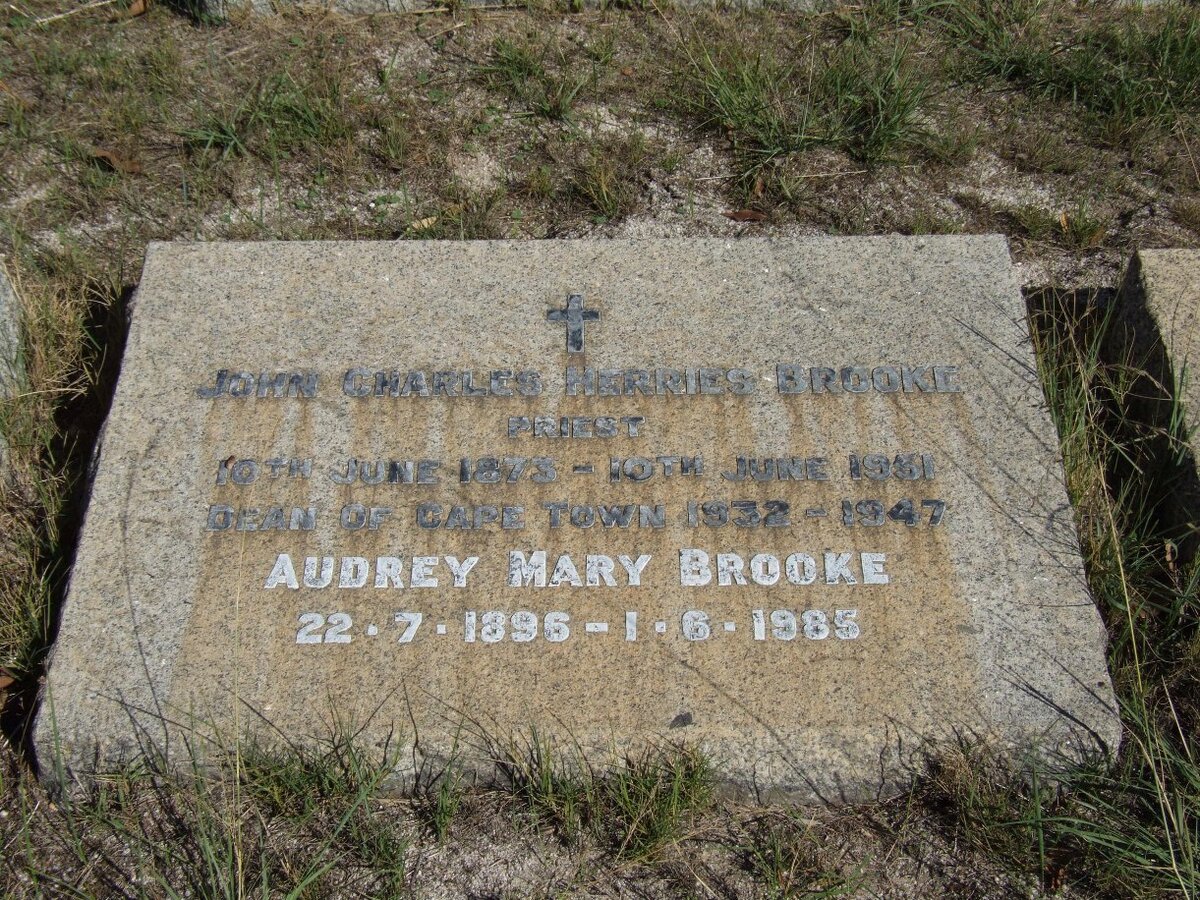 John Charles Herries Brooke
Priest
10th June 1873 - 10th June 1951
Dean of Cape Town 1932 - 1947
Audrey Mary Brooke
22·7·1896 - 1·6·1985